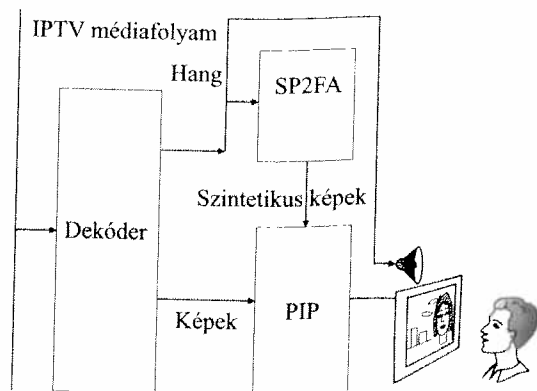 IPTV médiafolyam
Hang
SP2FA
Szintetikus képek
Dekóder
Képek
PIP